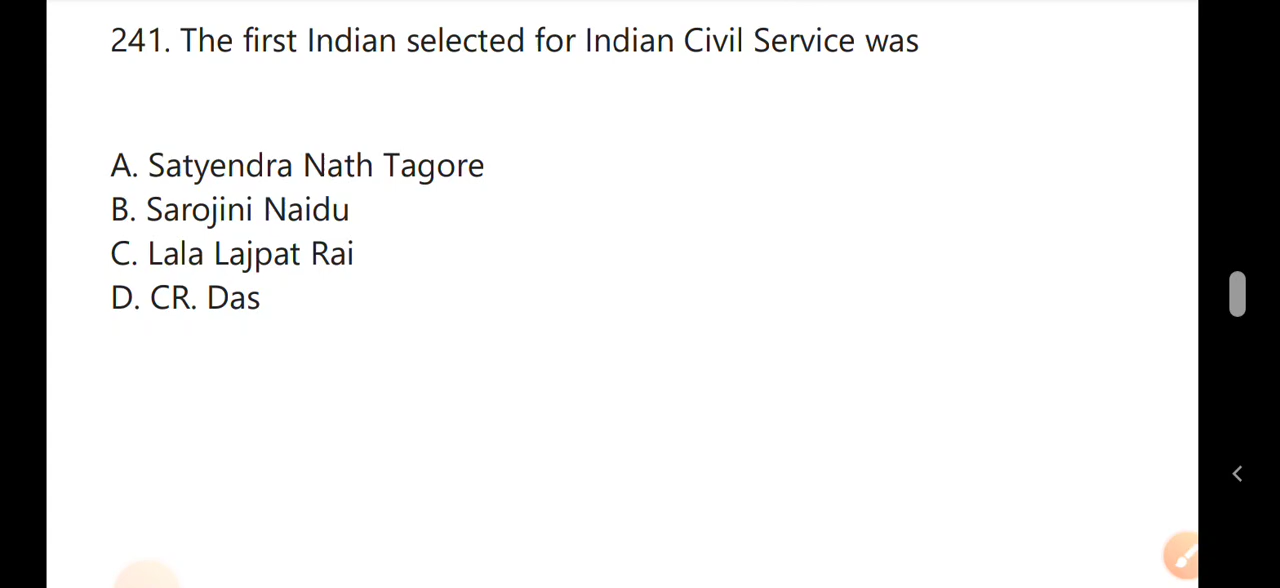 241. The first Indian selected for Indian Civil Service was
A. Satyendra Nath Tagore
B. Sarojini Naidu
C. Lala Lajpat Rai
D. CR. Das